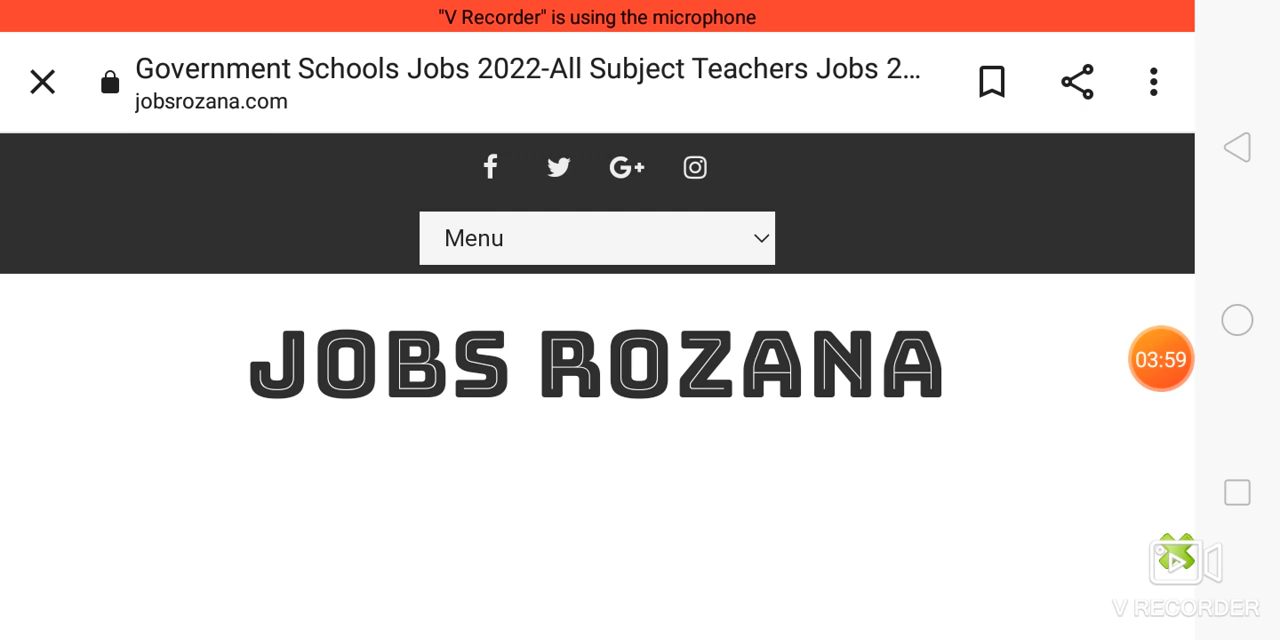 "V Recorder" is using the microphone
Government Schools Jobs 2022-All Subject Teachers Jobs 2...
jobsrozana.com
f G+
Menu
JOBS ROZANA
03:59
V RECORDER